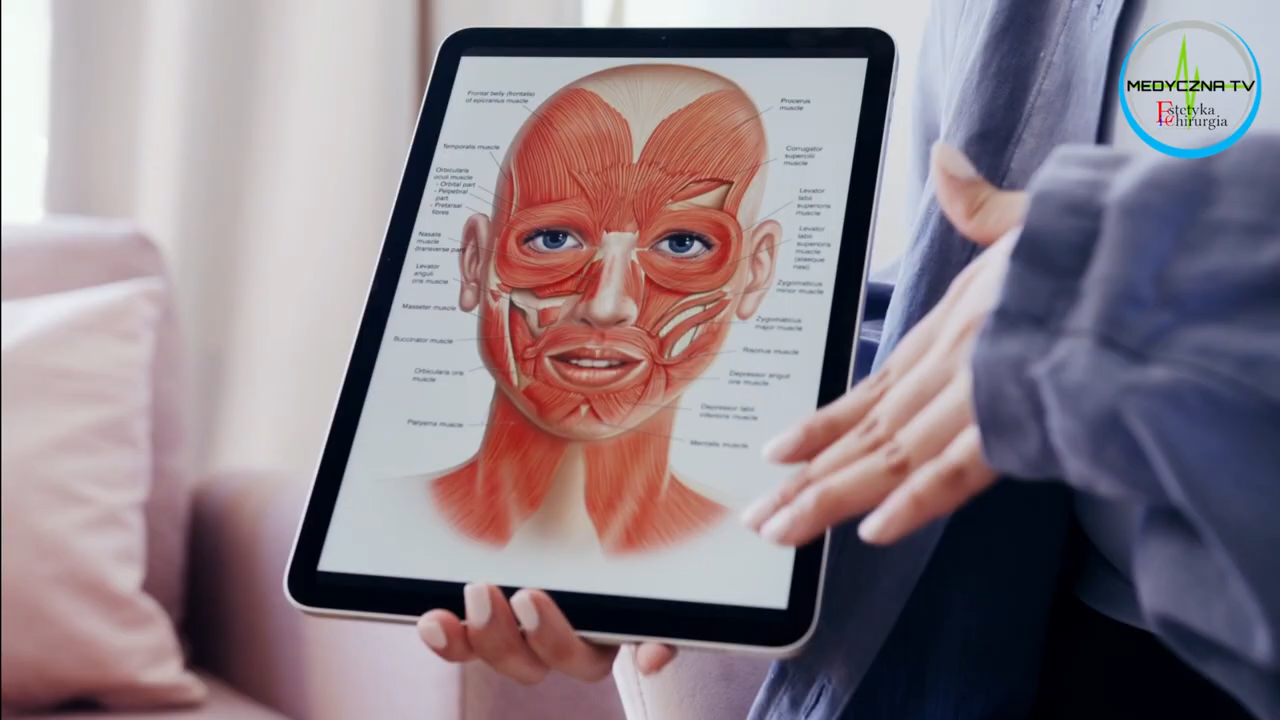 MEDYCZNA TV
Estetyka
Chirurgia
Frontal belly (frontalis)
of epicranius muscle
Temporalis muscle
Orbicularis
oculi muscle
- Orbital part
- Palpebral
part
fibres
Nasalis
muscle
(transverse part)
Levator
anguli
oris muscle
Masseter muscle
Buccinator muscle
Orbicularis oris
muscle
Platysma muscle
Procerus
muscle
Corrugator
supercilii
muscle
Levator
labii
superioris
muscle
Levator
labii
superioris
muscle
(alaeque
nasi)
Zygomaticus
minor muscle
Zygomaticus
major muscle
Risorius muscle
Depressor anguli
oris muscle
Depressor labii
inferioris muscle
Mentalis muscle